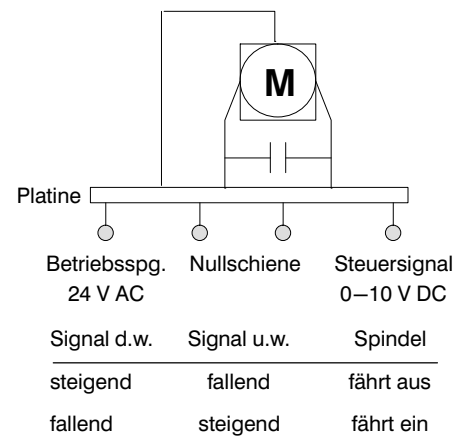 M
Platine
Betriebsspg. Nullschiene Steuersignal
24 V AC 0–10 V DC
Signal d.w. Signal u.w. Spindel
steigend fallend fährt aus
fallend steigend fährt ein